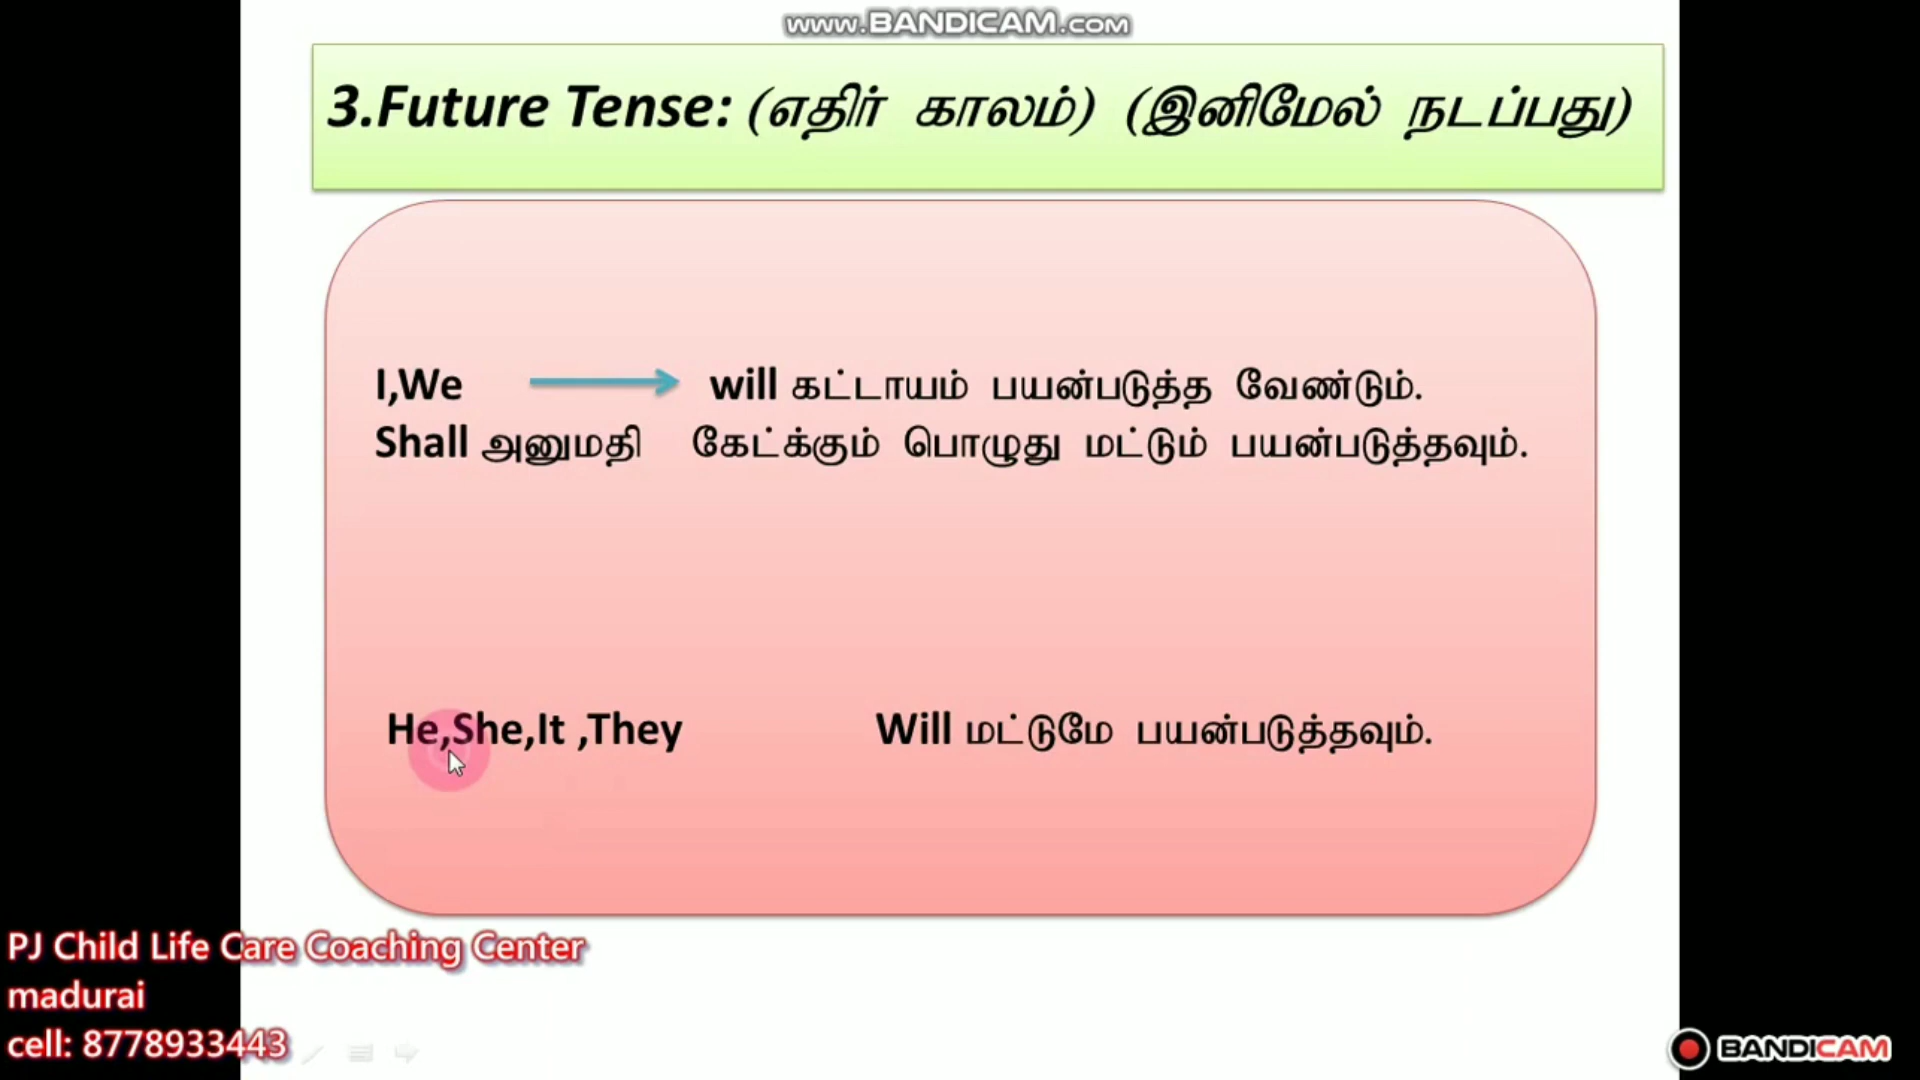 www.BANDICAM.com
3.Future Tense: (எதிர் காலம்) (இனிமேல் நடப்பது)
I,We will கட்டாயம் பயன்படுத்த வேண்டும்.
Shall அனுமதி கேட்க்கும் பொழுது மட்டும் பயன்படுத்தவும்.
He,She,It ,They Will மட்டுமே பயன்படுத்தவும்.
PJ Child Life Care Coaching Center
madurai
cell: 8778933443
BANDICAM